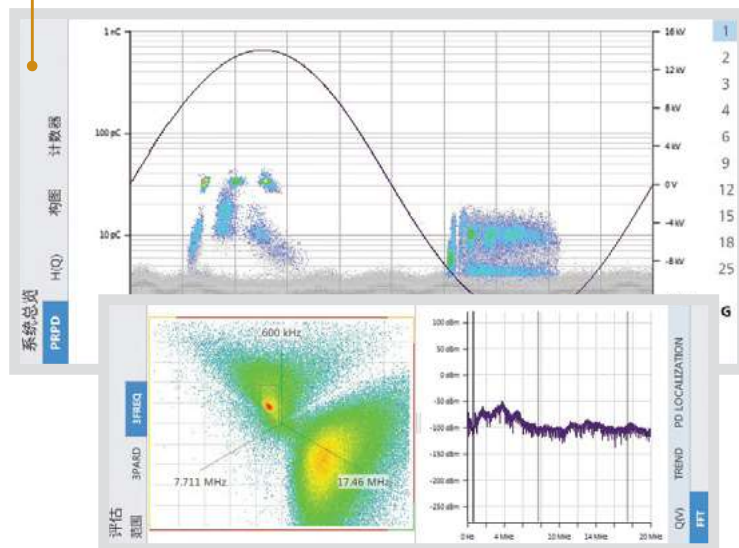 系统总览
PRPD
H(Q)
构图
计数器
1 nC
100 pC
10 pC
16 kV
12 kV
8 kV
4 kV
0 V
-4 kV
-8 kV
1
2
3
4
6
9
12
15
18
25
G
评估
范围
3PARD
3FREQ
600 kHz
7.711 MHz
17.46 MHz
100 dBm
50 dBm
0 dBm
-50 dBm
-100 dBm
-150 dBm
-200 dBm
-250 dBm
0 Hz
4 MHz
10 MHz
14 MHz
20 MHz
Q(V)
TREND
PD LOCALIZATION
FFT